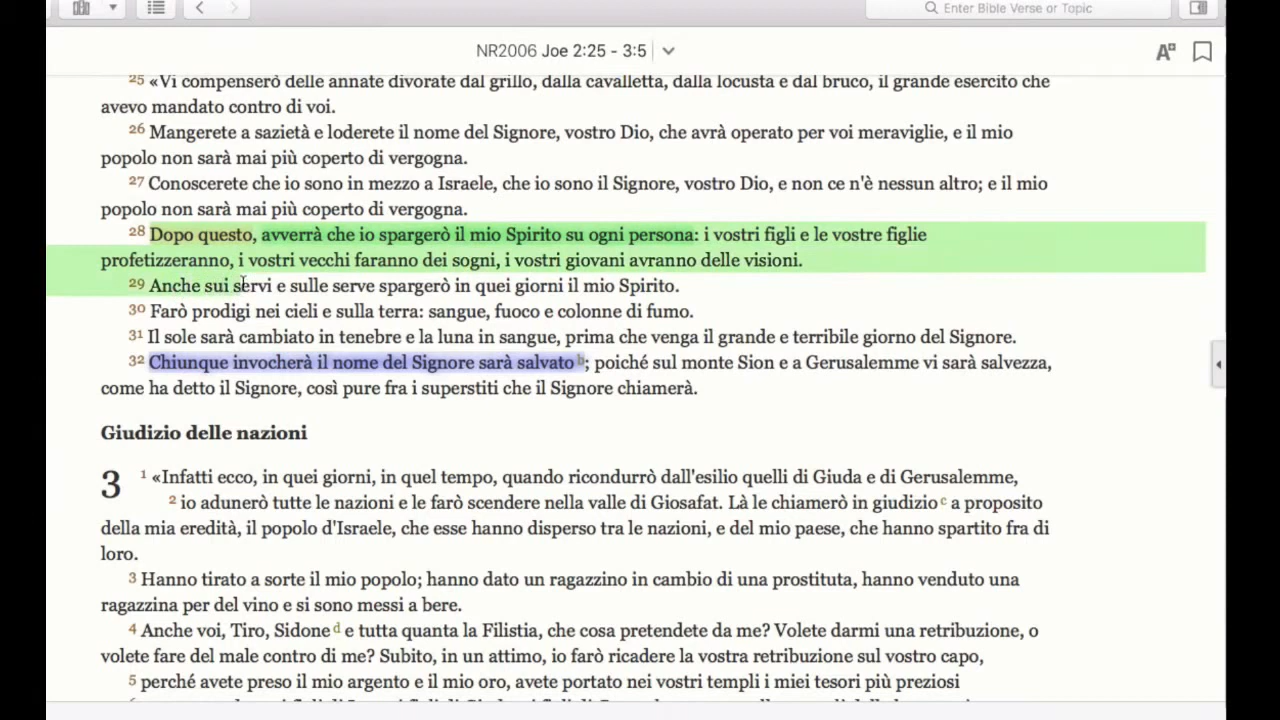 Enter Bible Verse or Topic
NR2006 Joe 2:25 - 3:5
25 «Vi compenserò delle annate divorate dal grillo, dalla cavalletta, dalla locusta e dal bruco, il grande esercito che
avevo mandato contro di voi.
26 Mangerete a sazietà e loderete il nome del Signore, vostro Dio, che avrà operato per voi meraviglie, e il mio
popolo non sarà mai più coperto di vergogna.
27 Conoscerete che io sono in mezzo a Israele, che io sono il Signore, vostro Dio, e non ce n'è nessun altro; e il mio
popolo non sarà mai più coperto di vergogna.
28 Dopo questo, avverrà che io spargerò il mio Spirito su ogni persona: i vostri figli e le vostre figlie
profetizzeranno, i vostri vecchi faranno dei sogni, i vostri giovani avranno delle visioni.
29 Anche sui servi e sulle serve spargerò in quei giorni il mio Spirito.
30 Farò prodigi nei cieli e sulla terra: sangue, fuoco e colonne di fumo.
31 Il sole sarà cambiato in tenebre e la luna in sangue, prima che venga il grande e terribile giorno del Signore.
32 Chiunque invocherà il nome del Signore sarà salvato b; poiché sul monte Sion e a Gerusalemme vi sarà salvezza,
come ha detto il Signore, così pure fra i superstiti che il Signore chiamerà.
Giudizio delle nazioni
3 1 «Infatti ecco, in quei giorni, in quel tempo, quando ricondurrò dall'esilio quelli di Giuda e di Gerusalemme,
2 io adunerò tutte le nazioni e le farò scendere nella valle di Giosafat. Là le chiamerò in giudizio c a proposito
della mia eredità, il popolo d'Israele, che esse hanno disperso tra le nazioni, e del mio paese, che hanno spartito fra di
loro.
3 Hanno tirato a sorte il mio popolo; hanno dato un ragazzino in cambio di una prostituta, hanno venduto una
ragazzina per del vino e si sono messi a bere.
4 Anche voi, Tiro, Sidone d e tutta quanta la Filistia, che cosa pretendete da me? Volete darmi una retribuzione, o
volete fare del male contro di me? Subito, in un attimo, io farò ricadere la vostra retribuzione sul vostro capo,
5 perché avete preso il mio argento e il mio oro, avete portato nei vostri templi i miei tesori più preziosi